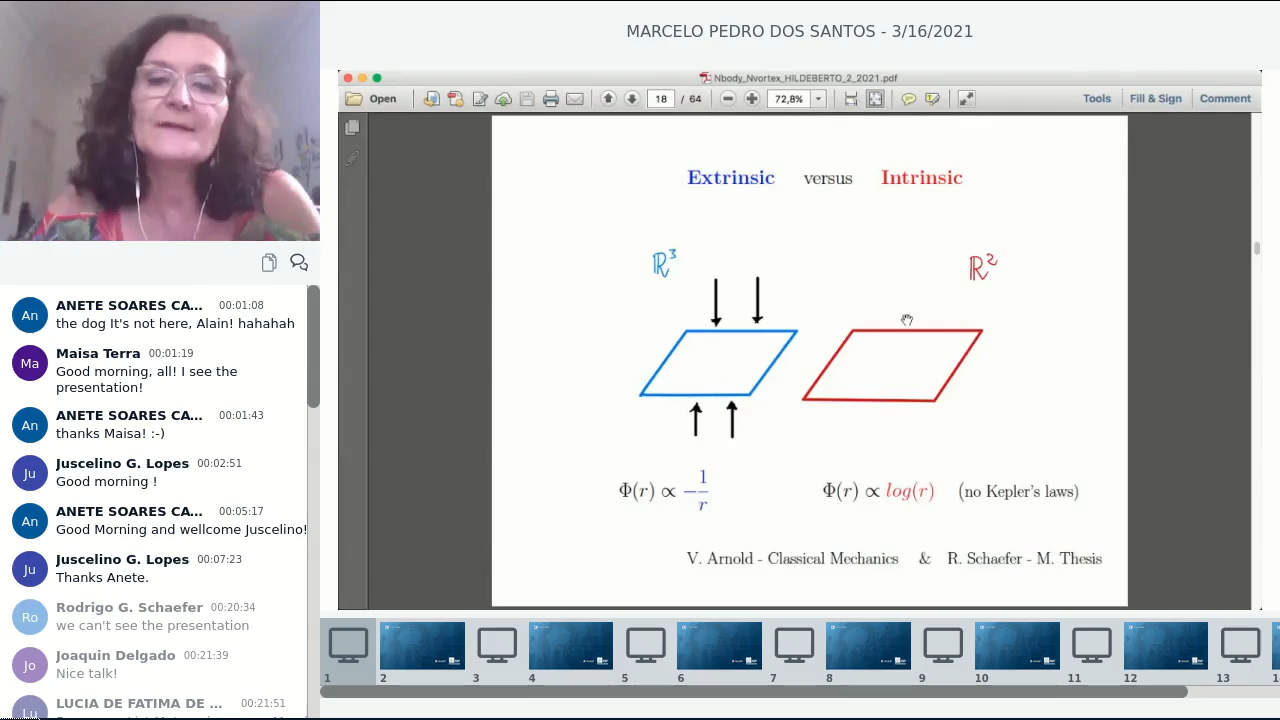 MARCELO PEDRO DOS SANTOS - 3/16/2021
Nbody_Nvortex_HILDEBERTO_2_2021.pdf
Open 18 / 64 72,8% Tools Fill & Sign Comment
Extrinsic versus Intrinsic
ℝ³ ℝ²
Φ(r) ∝ −1/r Φ(r) ∝ log(r) (no Kepler's laws)
V. Arnold - Classical Mechanics & R. Schaefer - M. Thesis
An ANETE SOARES CA... 00:01:08
the dog It's not here, Alain! hahahah
Ma Maisa Terra 00:01:19
Good morning, all! I see the
presentation!
An ANETE SOARES CA... 00:01:43
thanks Maisa! :-)
Ju Juscelino G. Lopes 00:02:51
Good morning !
An ANETE SOARES CA... 00:05:17
Good Morning and wellcome Juscelino!
Ju Juscelino G. Lopes 00:07:23
Thanks Anete.
Ro Rodrigo G. Schaefer 00:20:34
we can't see the presentation
Jo Joaquin Delgado 00:21:39
Nice talk!
Lu LUCIA DE FATIMA DE ... 00:21:51
1 2 3 4 5 6 7 8 9 10 11 12 13